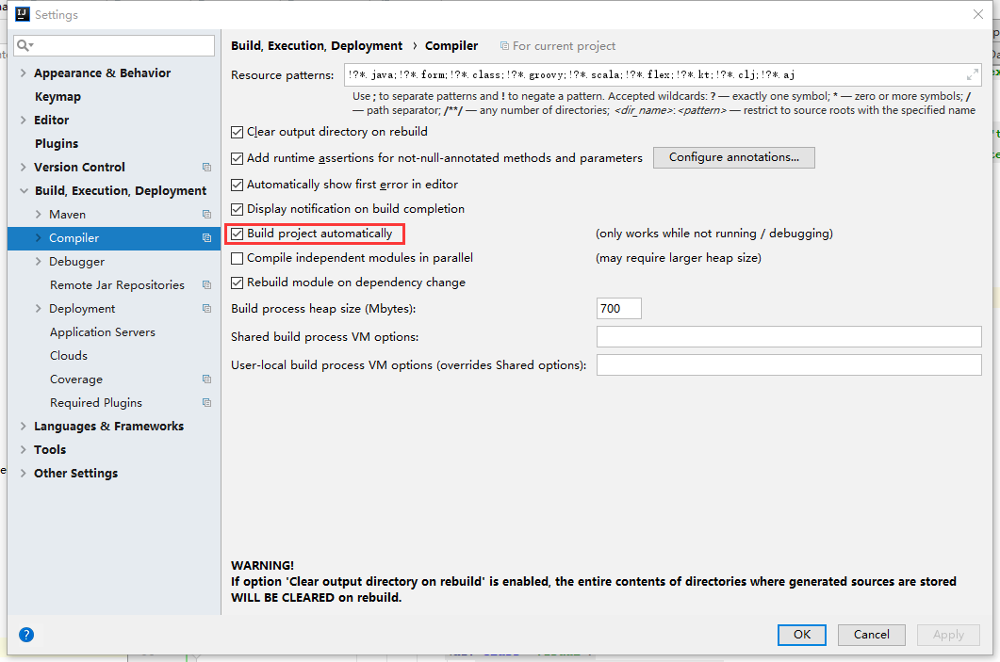 IJ Settings
Build, Execution, Deployment › Compiler For current project
Appearance & Behavior
Keymap
Editor
Plugins
Version Control
Build, Execution, Deployment
Maven
Compiler
Debugger
Remote Jar Repositories
Deployment
Application Servers
Clouds
Coverage
Required Plugins
Languages & Frameworks
Tools
Other Settings
Resource patterns: !?*.java;!?*.form;!?*.class;!?*.groovy;!?*.scala;!?*.flex;!?*.kt;!?*.clj;!?*.aj
Use ; to separate patterns and ! to negate a pattern. Accepted wildcards: ? — exactly one symbol; * — zero or more symbols; /
— path separator; /**/ — any number of directories; <dir_name>:<pattern> — restrict to source roots with the specified name
Clear output directory on rebuild
Add runtime assertions for not-null-annotated methods and parameters Configure annotations...
Automatically show first error in editor
Display notification on build completion
Build project automatically (only works while not running / debugging)
Compile independent modules in parallel (may require larger heap size)
Rebuild module on dependency change
Build process heap size (Mbytes): 700
Shared build process VM options:
User-local build process VM options (overrides Shared options):
WARNING!
If option 'Clear output directory on rebuild' is enabled, the entire contents of directories where generated sources are stored
WILL BE CLEARED on rebuild.
? OK Cancel Apply